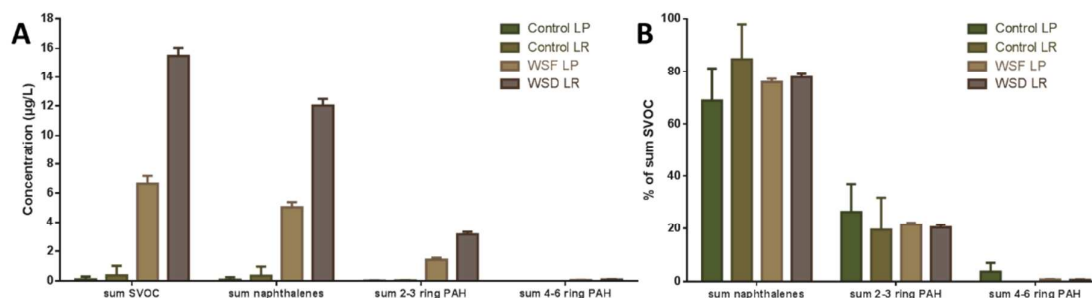 A
Concentration (µg/L)
18
16
14
12
10
8
6
4
2
0
sum SVOC
sum naphthalenes
sum 2-3 ring PAH
sum 4-6 ring PAH
Control LP
Control LR
WSF LP
WSD LR
B
% of sum SVOC
100
80
60
40
20
0
sum naphthalenes
sum 2-3 ring PAH
sum 4-6 ring PAH
Control LP
Control LR
WSF LP
WSD LR